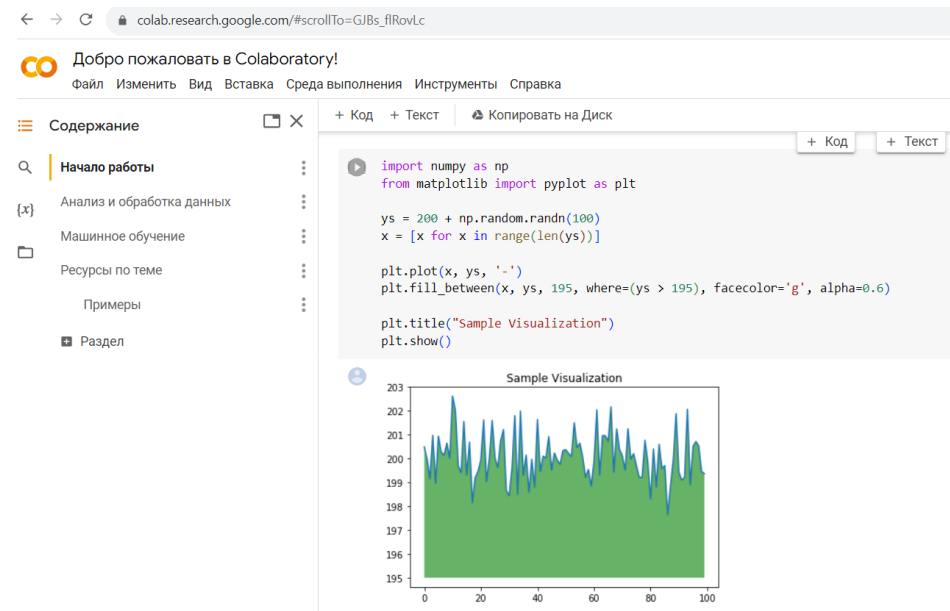 colab.research.google.com/#scrollTo=GJBs_flRovLc
Добро пожаловать в Colaboratory!
Файл Изменить Вид Вставка Среда выполнения Инструменты Справка
Содержание
Начало работы
Анализ и обработка данных
Машинное обучение
Ресурсы по теме
Примеры
Раздел
+ Код + Текст Копировать на Диск
+ Код + Текст
import numpy as np
from matplotlib import pyplot as plt
ys = 200 + np.random.randn(100)
x = [x for x in range(len(ys))]
plt.plot(x, ys, '-')
plt.fill_between(x, ys, 195, where=(ys > 195), facecolor='g', alpha=0.6)
plt.title("Sample Visualization")
plt.show()
Sample Visualization
203
202
201
200
199
198
197
196
195
0 20 40 60 80 100
{x}